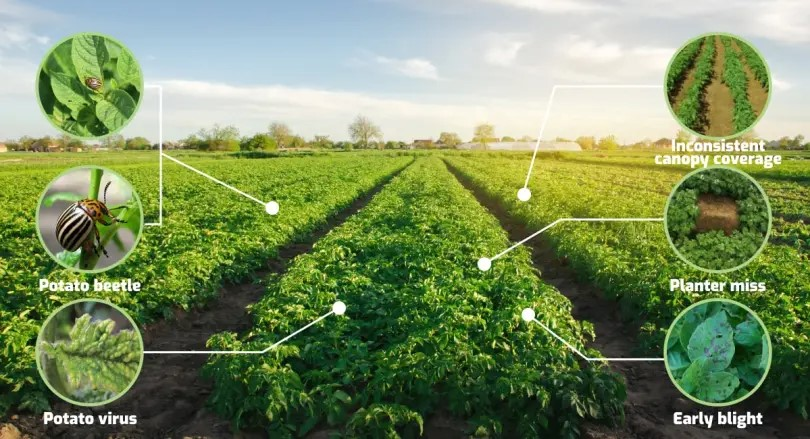 Potato beetle
Potato virus
Inconsistent
canopy coverage
Planter miss
Early blight